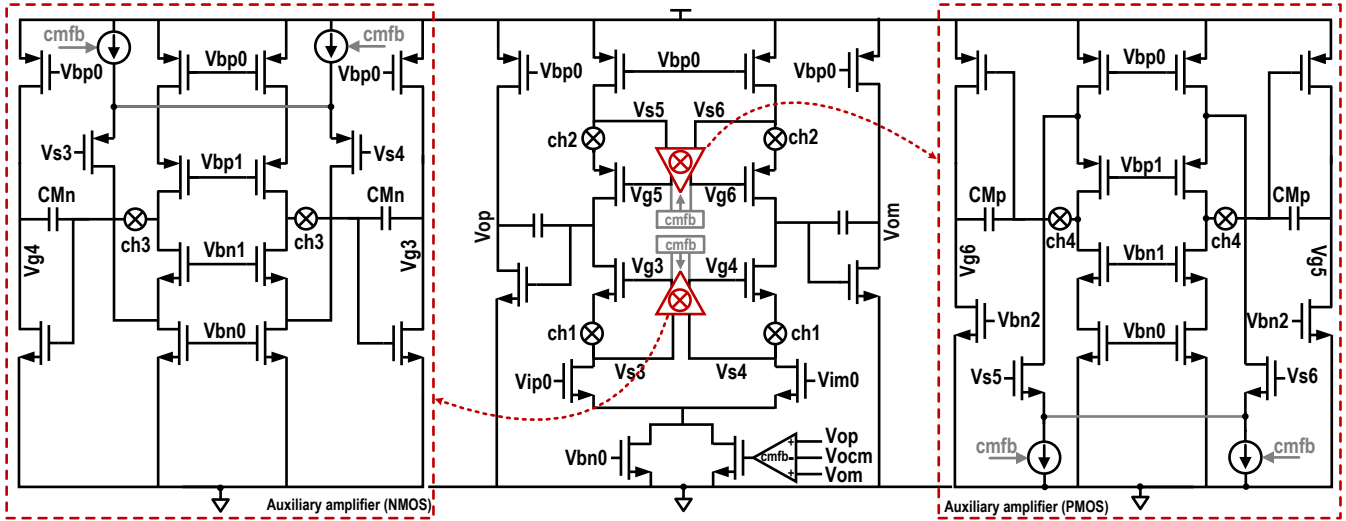 cmfb
cmfb
Vbp0
Vbp0
Vbp0
Vs3
Vs4
Vbp1
CMn
CMn
ch3
ch3
Vg4
Vg3
Vbn1
Vbn0
Auxiliary amplifier (NMOS)
Vbp0
Vbp0
Vbp0
Vs5
Vs6
ch2
ch2
Vg5
Vg6
cmfb
Vop
Vom
cmfb
Vg3
Vg4
ch1
ch1
Vs3
Vs4
Vip0
Vim0
Vbn0
cmfb
+
-
+
Vop
Vocm
Vom
Vbp0
Vbp1
CMp
CMp
ch4
ch4
Vg6
Vg5
Vbn1
Vbn2
Vbn2
Vbn0
Vs5
Vs6
cmfb
cmfb
Auxiliary amplifier (PMOS)